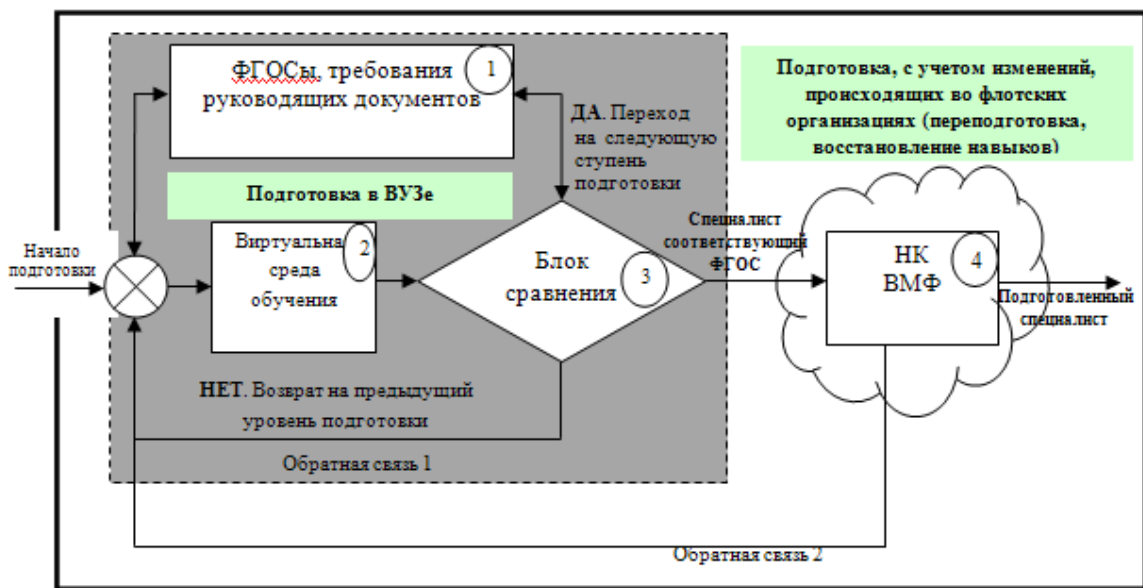 ФГОСы, требования
руководящих документов
1
Подготовка, с учетом изменений,
происходящих во флотских
организациях (переподготовка,
восстановление навыков)
ДА. Переход
на следующую
ступень
подготовки
Подготовка в ВУЗе
Начало
подготовки
Виртуальна
среда
обучения
2
Блок
сравнения
3
Специалист
соответствующий
ФГОС
НК
ВМФ
4
Подготовленный
специалист
НЕТ. Возврат на предыдущий
уровень подготовки
Обратная связь 1
Обратная связь 2